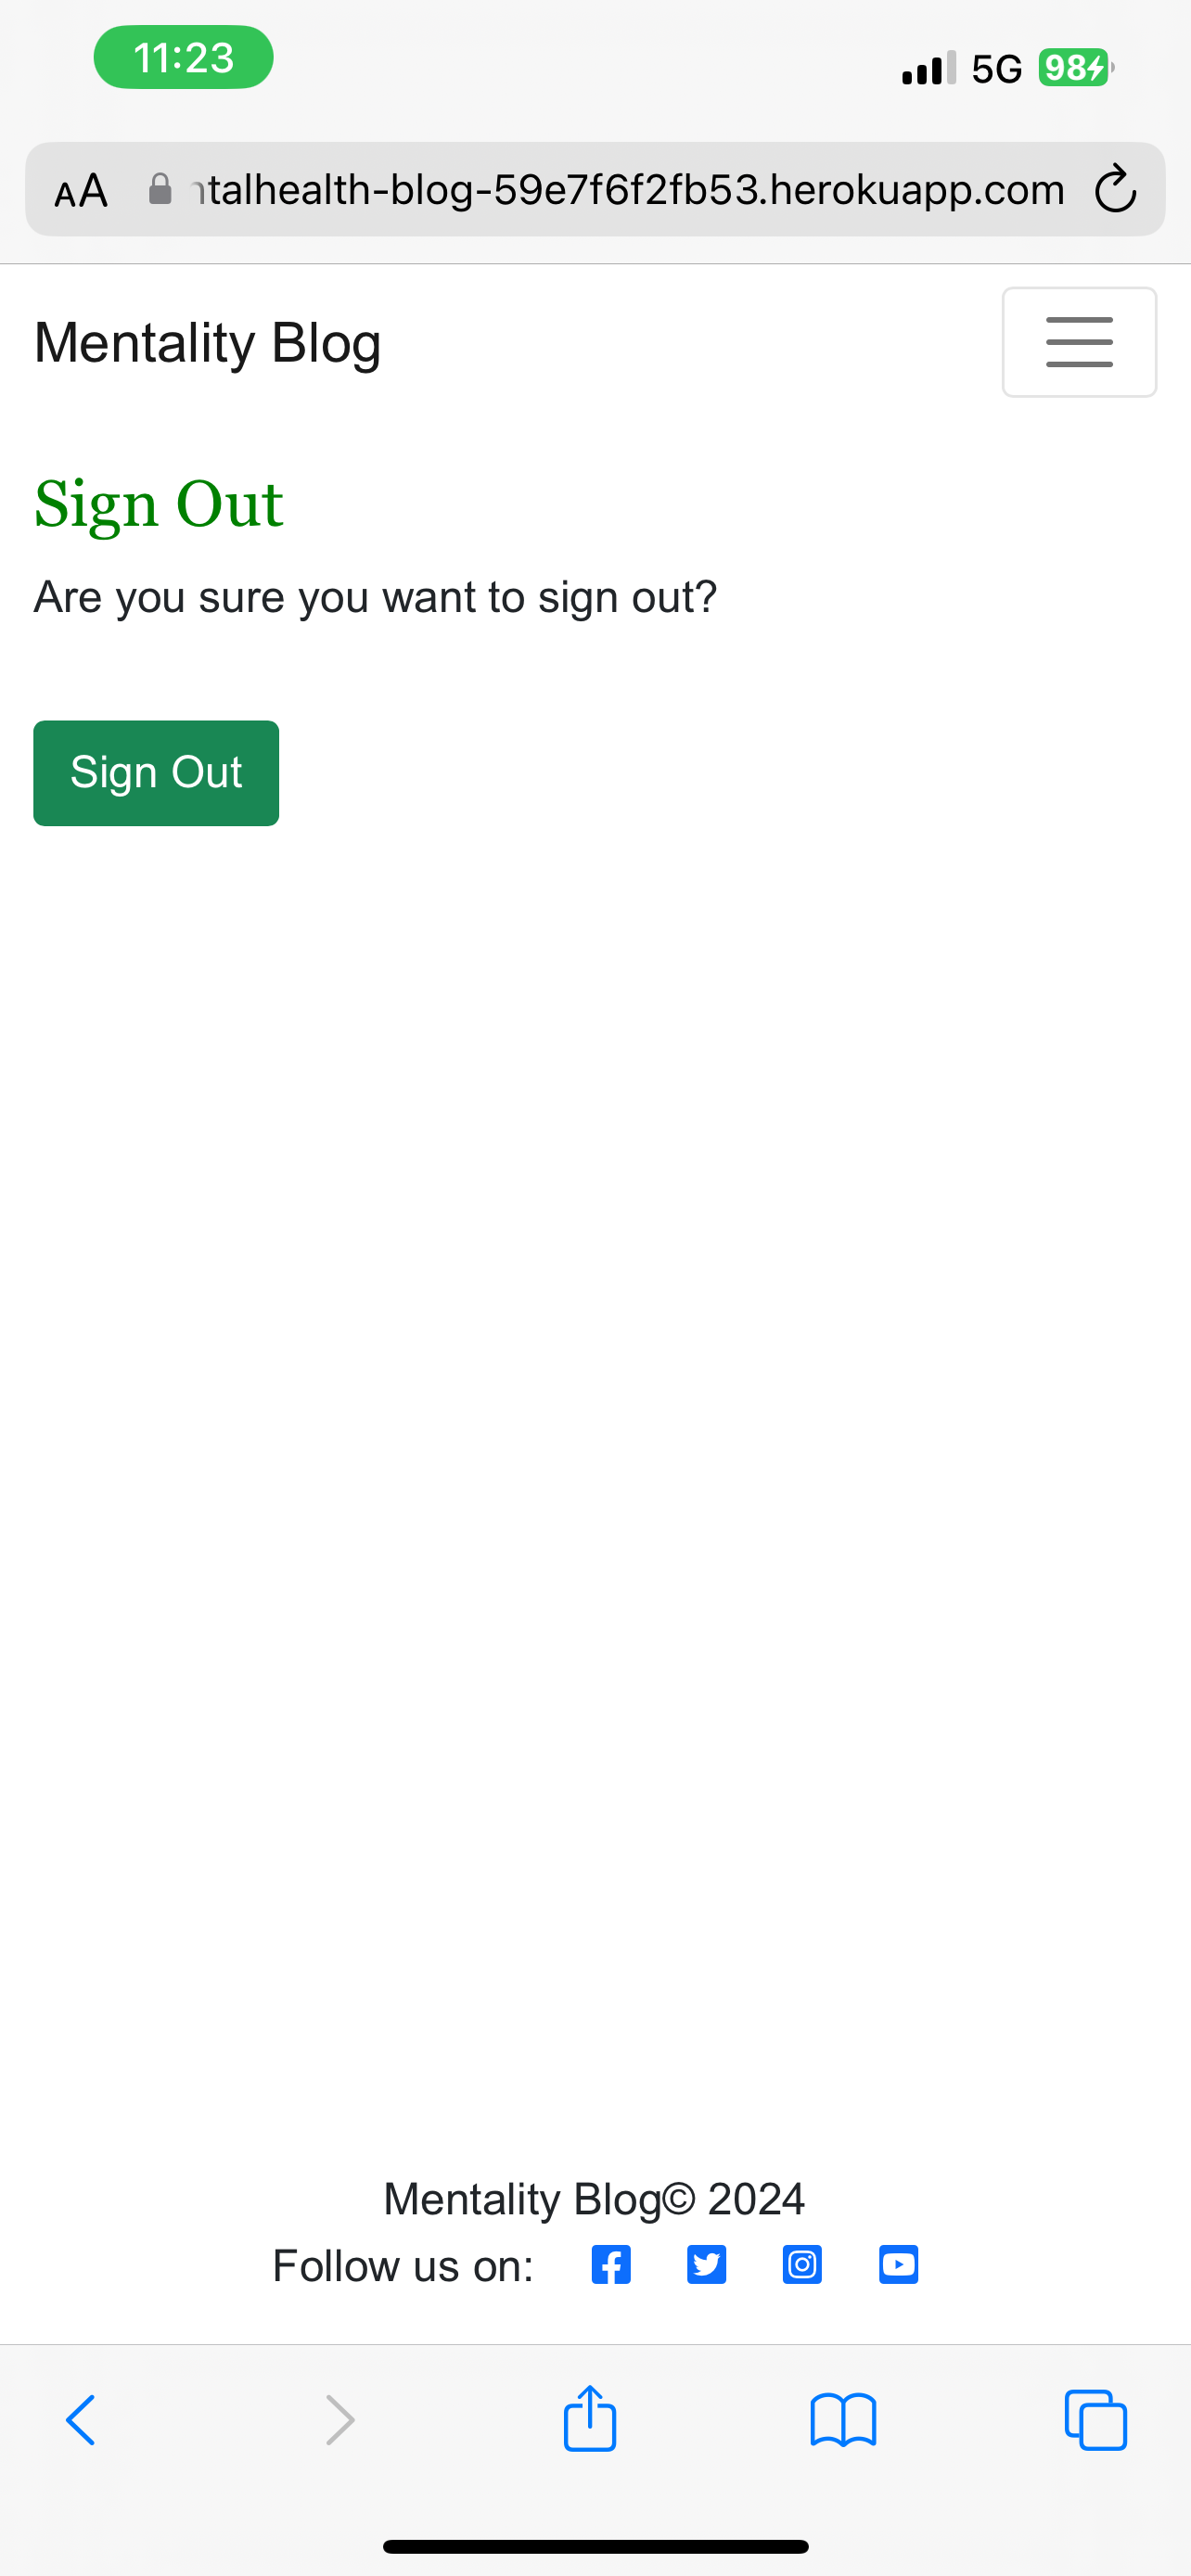 11:23
5G 98
AA talhealth-blog-59e7f6f2fb53.herokuapp.com
Mentality Blog
Sign Out
Are you sure you want to sign out?
Sign Out
Mentality Blog© 2024
Follow us on: